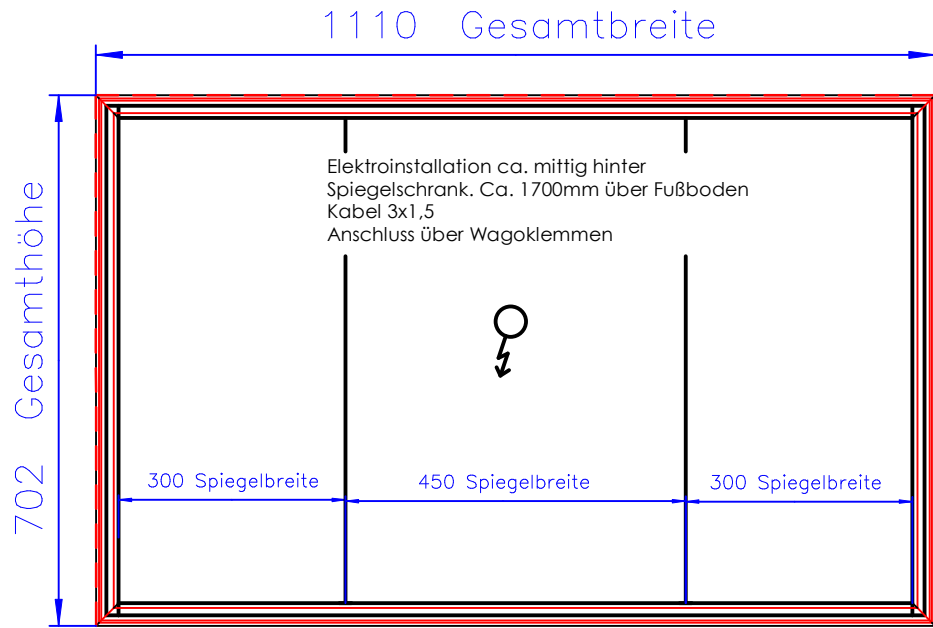 1110 Gesamtbreite
702 Gesamthöhe
Elektroinstallation ca. mittig hinter
Spiegelschrank. Ca. 1700mm über Fußboden
Kabel 3x1,5
Anschluss über Wagoklemmen
300 Spiegelbreite
450 Spiegelbreite
300 Spiegelbreite